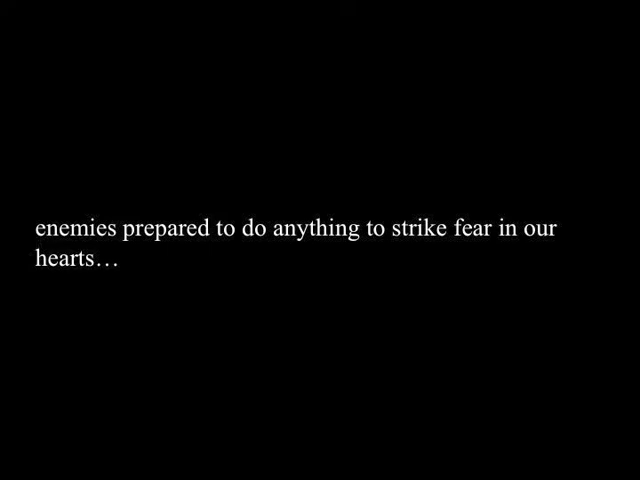 enemies prepared to do anything to strike fear in our
hearts…